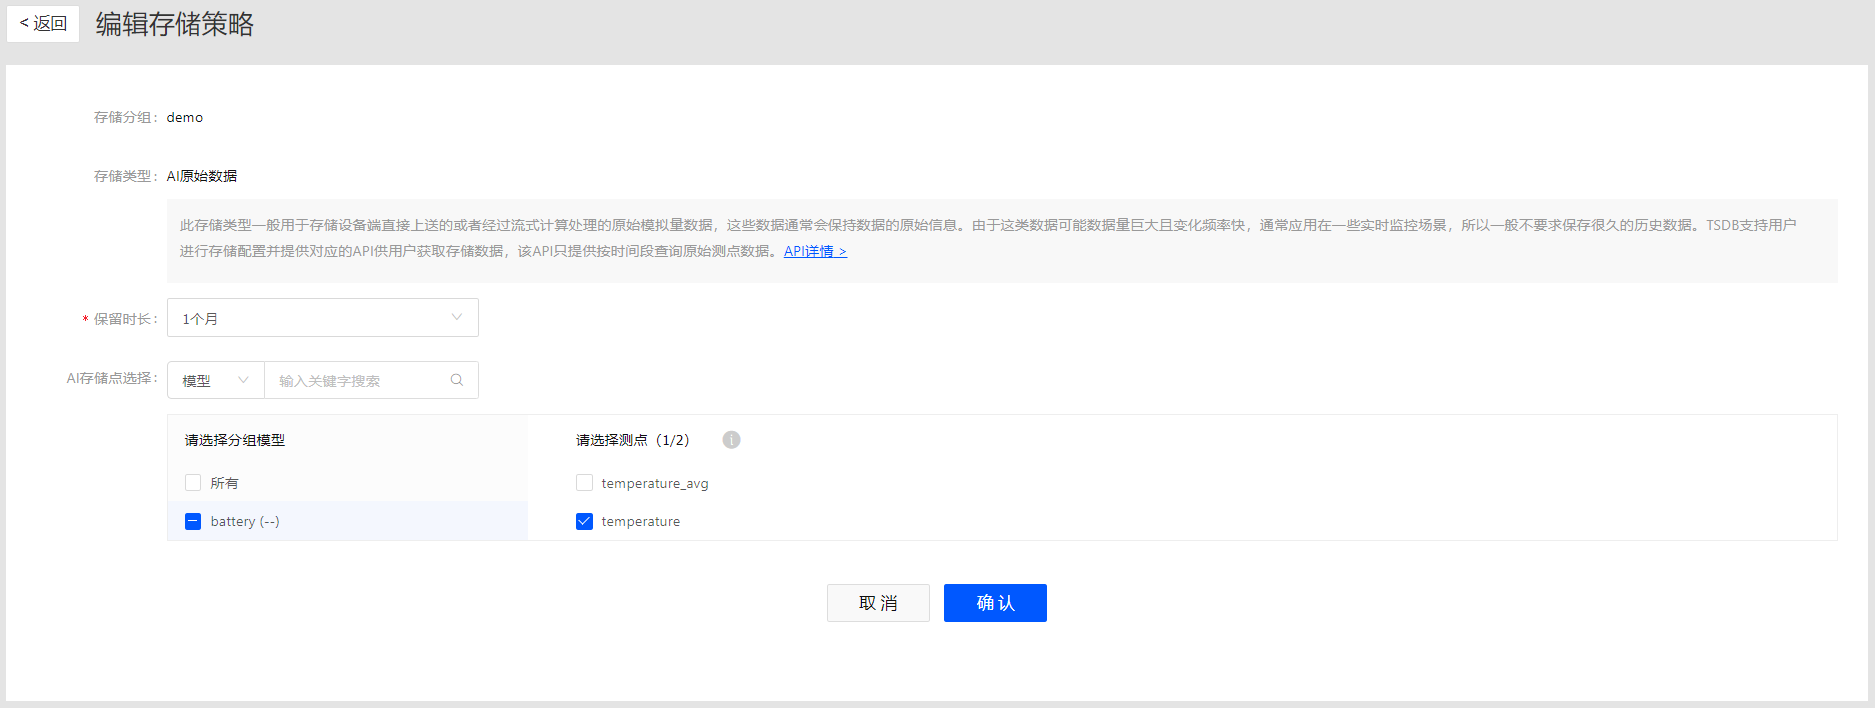 < 返回 编辑存储策略
存储分组: demo
存储类型: AI原始数据
此存储类型一般用于存储设备端直接上送的或者经过流式计算处理的原始模拟量数据，这些数据通常会保持数据的原始信息。由于这类数据可能数据量巨大且变化频率快，通常应用在一些实时监控场景，所以一般不要求保存很久的历史数据。TSDB支持用户
进行存储配置并提供对应的API供用户获取存储数据，该API只提供按时间段查询原始测点数据。API详情 >
* 保留时长: 1个月
AI存储点选择: 模型 输入关键字搜索
请选择分组模型 请选择测点（1/2）
所有 temperature_avg
battery (--) temperature
取 消 确 认